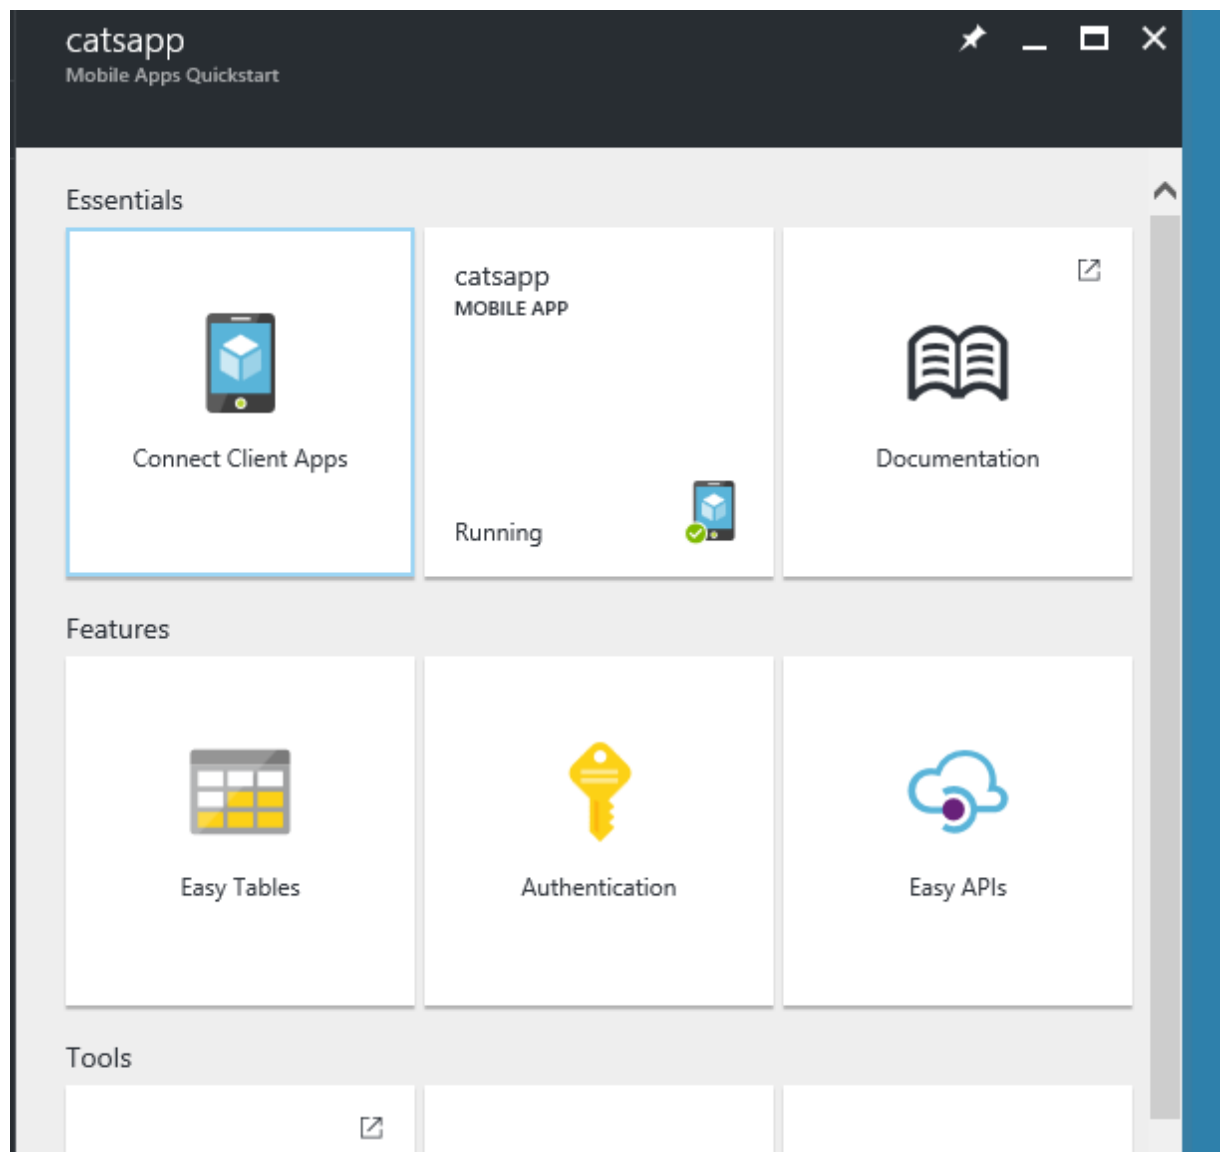 catsapp
Mobile Apps Quickstart
Essentials
Connect Client Apps
catsapp
MOBILE APP
Running
Documentation
Features
Easy Tables
Authentication
Easy APIs
Tools